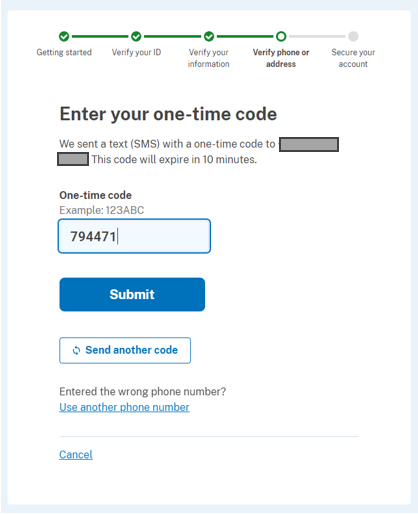 Getting started
Verify your ID
Verify your
information
Verify phone or
address
Secure your
account
Enter your one-time code
We sent a text (SMS) with a one-time code to
This code will expire in 10 minutes.
One-time code
Example: 123ABC
794471
Submit
Send another code
Entered the wrong phone number?
Use another phone number
Cancel